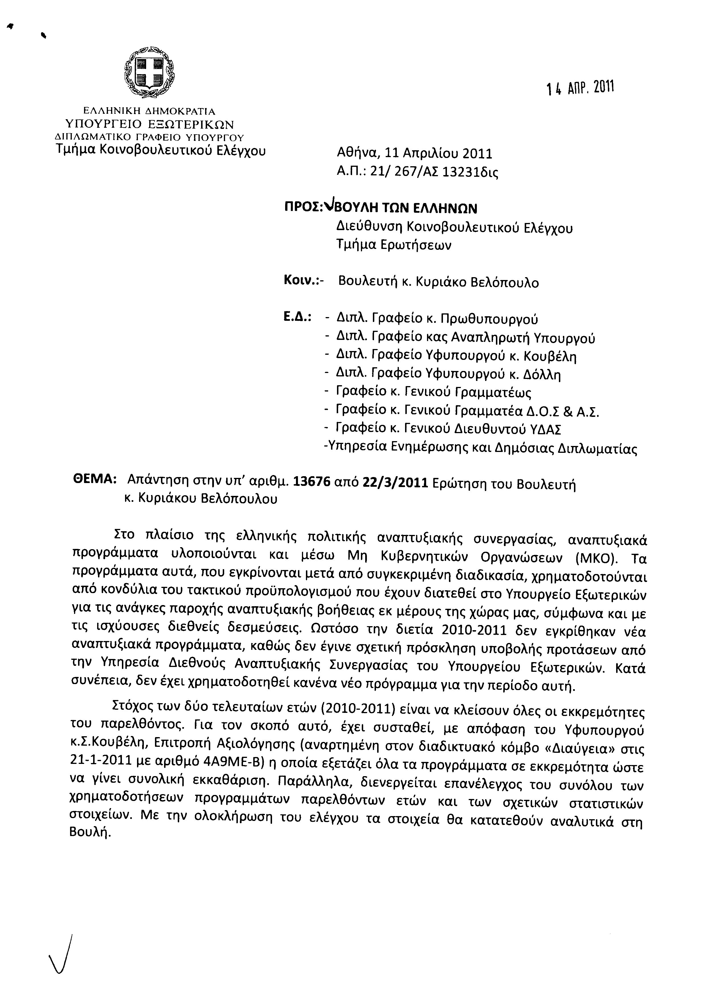 14 ΑΠΡ. 2011
ΕΛΛΗΝΙΚΗ ΔΗΜΟΚΡΑΤΙΑ
ΥΠΟΥΡΓΕΙΟ ΕΞΩΤΕΡΙΚΩΝ
ΔΙΠΛΩΜΑΤΙΚΟ ΓΡΑΦΕΙΟ ΥΠΟΥΡΓΟΥ
Τμήμα Κοινοβουλευτικού Ελέγχου
Αθήνα, 11 Απριλίου 2011
Α.Π.: 21/ 267/ΑΣ 13231δις
ΠΡΟΣ: ΒΟΥΛΗ ΤΩΝ ΕΛΛΗΝΩΝ
Διεύθυνση Κοινοβουλευτικού Ελέγχου
Τμήμα Ερωτήσεων
Κοιν.:- Βουλευτή κ. Κυριάκο Βελόπουλο
Ε.Δ.: - Διπλ. Γραφείο κ. Πρωθυπουργού
- Διπλ. Γραφείο κας Αναπληρωτή Υπουργού
- Διπλ. Γραφείο Υφυπουργού κ. Κουβέλη
- Διπλ. Γραφείο Υφυπουργού κ. Δόλλη
- Γραφείο κ. Γενικού Γραμματέως
- Γραφείο κ. Γενικού Γραμματέα Δ.Ο.Σ & Α.Σ.
- Γραφείο κ. Γενικού Διευθυντού ΥΔΑΣ
-Υπηρεσία Ενημέρωσης και Δημόσιας Διπλωματίας
ΘΕΜΑ: Απάντηση στην υπ’ αριθμ. 13676 από 22/3/2011 Ερώτηση του Βουλευτή
κ. Κυριάκου Βελόπουλου
Στο πλαίσιο της ελληνικής πολιτικής αναπτυξιακής συνεργασίας, αναπτυξιακά
προγράμματα υλοποιούνται και μέσω Μη Κυβερνητικών Οργανώσεων (ΜΚΟ). Τα
προγράμματα αυτά, που εγκρίνονται μετά από συγκεκριμένη διαδικασία, χρηματοδοτούνται
από κονδύλια του τακτικού προϋπολογισμού που έχουν διατεθεί στο Υπουργείο Εξωτερικών
για τις ανάγκες παροχής αναπτυξιακής βοήθειας εκ μέρους της χώρας μας, σύμφωνα και με
τις ισχύουσες διεθνείς δεσμεύσεις. Ωστόσο την διετία 2010-2011 δεν εγκρίθηκαν νέα
αναπτυξιακά προγράμματα, καθώς δεν έγινε σχετική πρόσκληση υποβολής προτάσεων από
την Υπηρεσία Διεθνούς Αναπτυξιακής Συνεργασίας του Υπουργείου Εξωτερικών. Κατά
συνέπεια, δεν έχει χρηματοδοτηθεί κανένα νέο πρόγραμμα για την περίοδο αυτή.
Στόχος των δύο τελευταίων ετών (2010-2011) είναι να κλείσουν όλες οι εκκρεμότητες
του παρελθόντος. Για τον σκοπό αυτό, έχει συσταθεί, με απόφαση του Υφυπουργού
κ.Σ.Κουβέλη, Επιτροπή Αξιολόγησης (αναρτημένη στον διαδικτυακό κόμβο «Διαύγεια» στις
21-1-2011 με αριθμό 4Α9ΜΕ-Β) η οποία εξετάζει όλα τα προγράμματα σε εκκρεμότητα ώστε
να γίνει συνολική εκκαθάριση. Παράλληλα, διενεργείται επανέλεγχος του συνόλου των
χρηματοδοτήσεων προγραμμάτων παρελθόντων ετών και των σχετικών στατιστικών
στοιχείων. Με την ολοκλήρωση του ελέγχου τα στοιχεία θα κατατεθούν αναλυτικά στη
Βουλή.